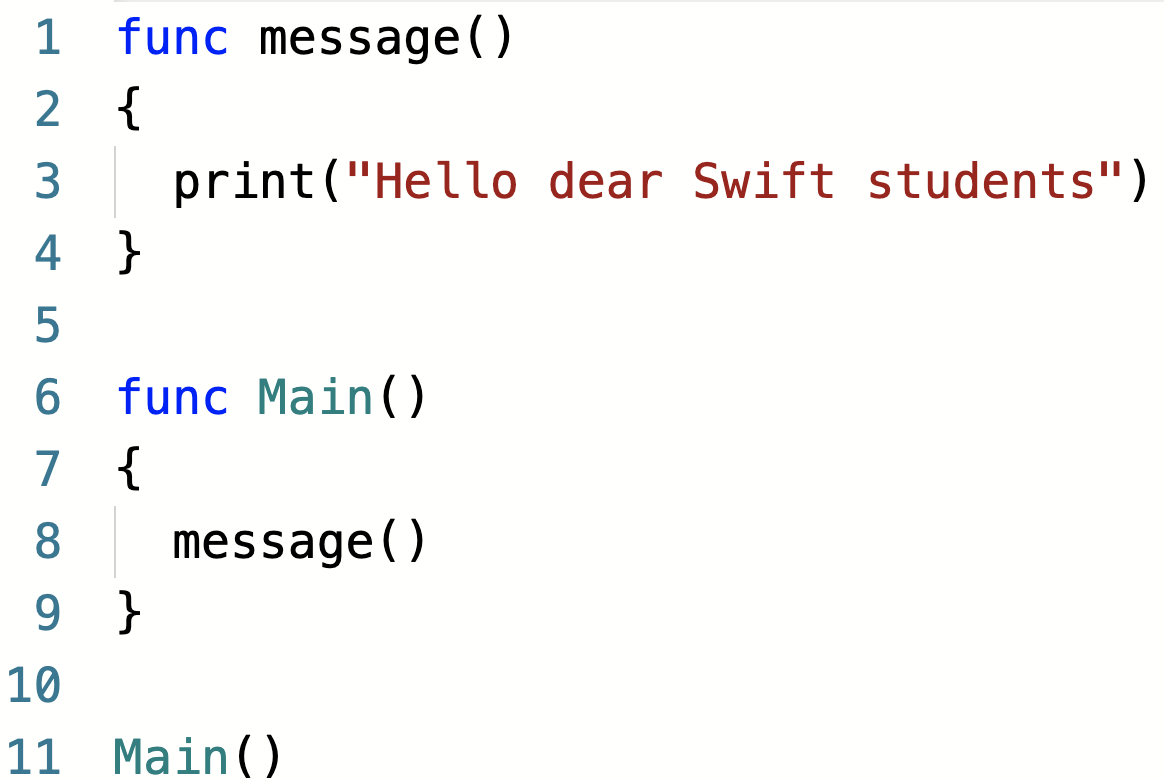 1 func message()
2 {
3   print("Hello dear Swift students")
4 }
5
6 func Main()
7 {
8   message()
9 }
10
11 Main()